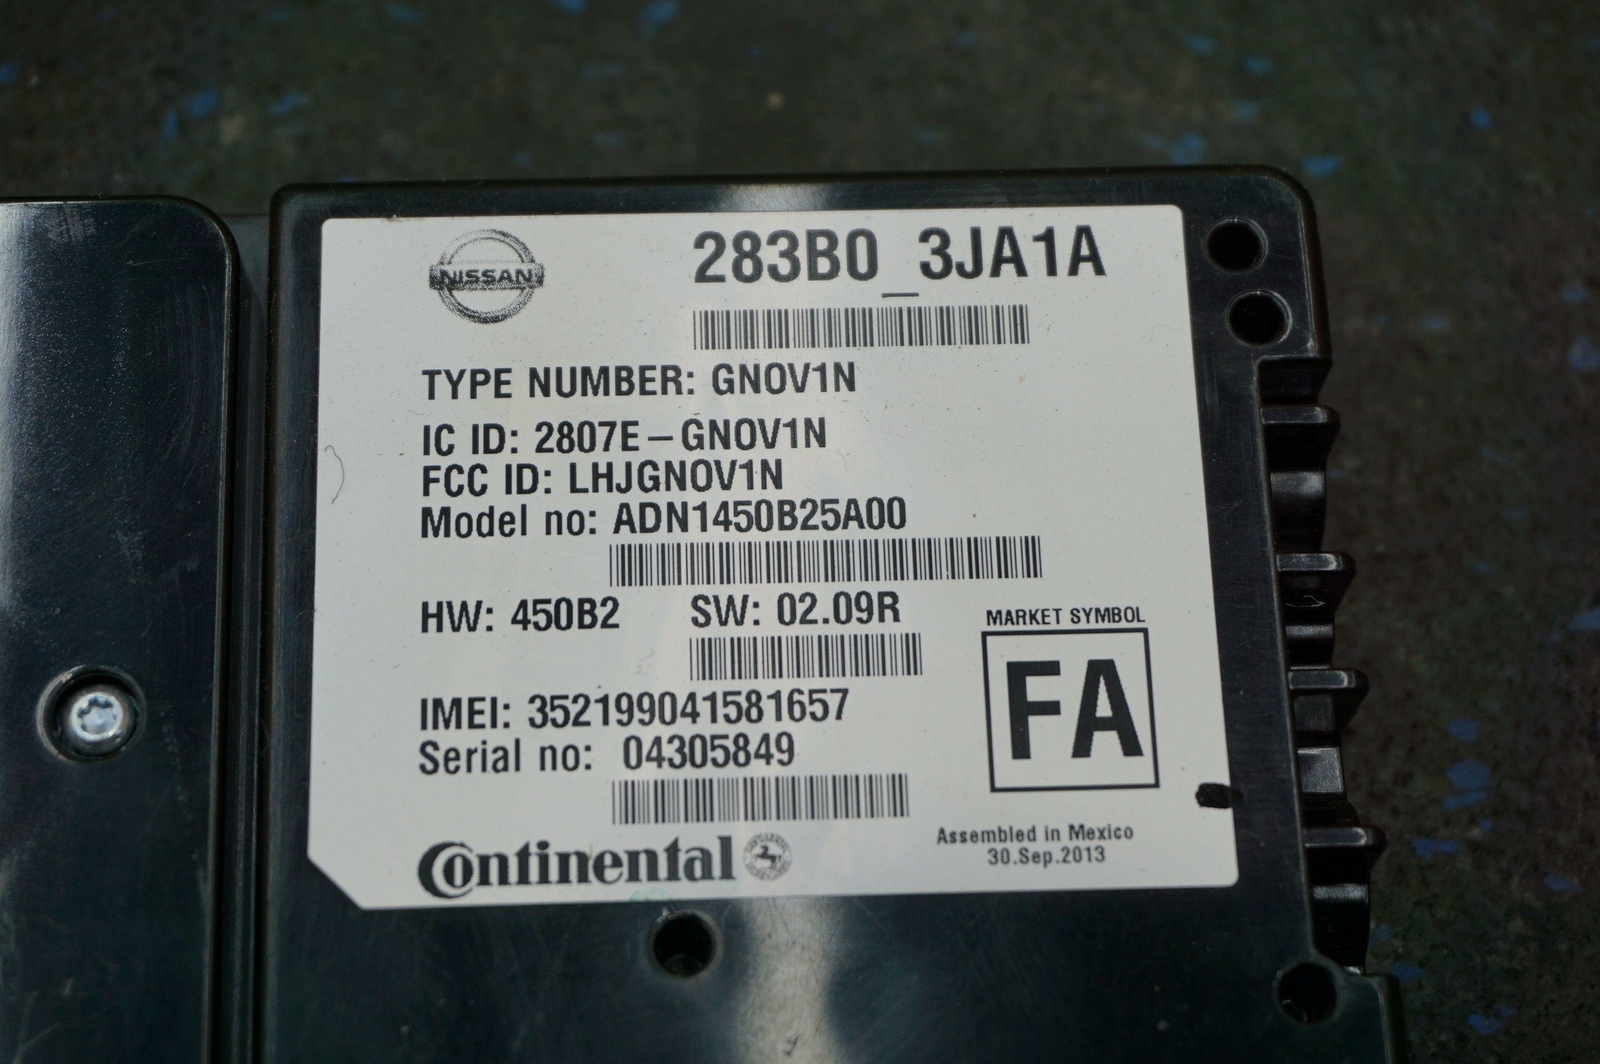 NISSAN
283B0_3JA1A
TYPE NUMBER: GNOV1N
IC ID: 2807E-GNOV1N
FCC ID: LHJGNOV1N
Model no: ADN1450B25A00
HW: 450B2 SW: 02.09R
MARKET SYMBOL
FA
IMEI: 352199041581657
Serial no: 04305849
Continental
Assembled in Mexico
30.Sep.2013